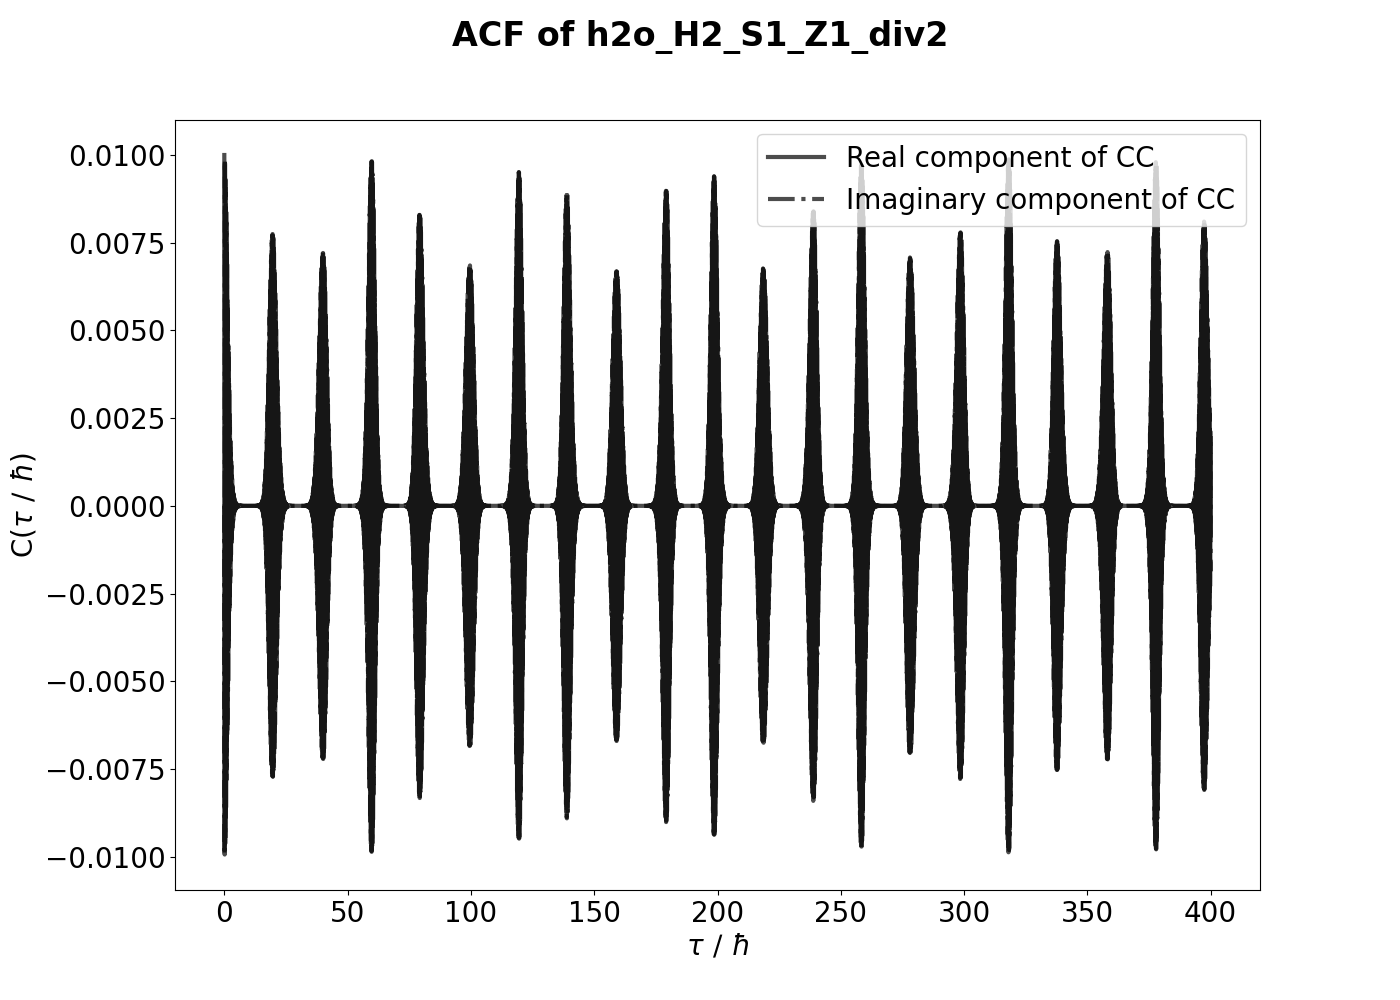 ACF of h2o_H2_S1_Z1_div2
Real component of CC
Imaginary component of CC
0.0100
0.0075
0.0050
0.0025
0.0000
−0.0025
−0.0050
−0.0075
−0.0100
C(τ / ħ)
0 50 100 150 200 250 300 350 400
τ / ħ